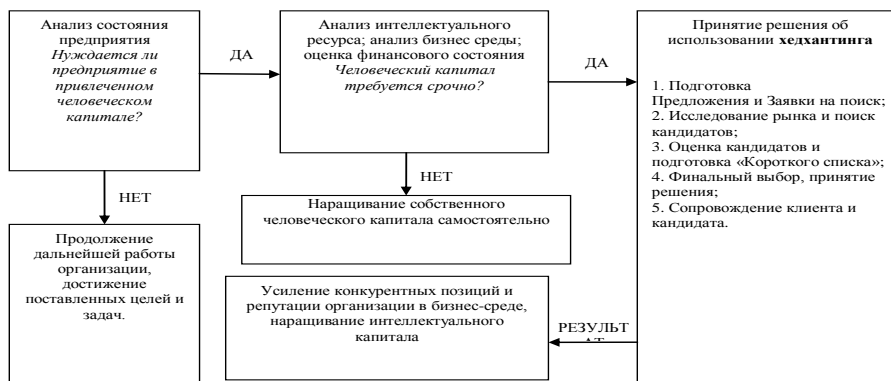 Анализ состояния
предприятия
Нуждается ли
предприятие в
привлеченном
человеческом
капитале?
ДА
Анализ интеллектуального
ресурса; анализ бизнес среды;
оценка финансового состояния
Человеческий капитал
требуется срочно?
ДА
Принятие решения об
использовании хедхантинга
1. Подготовка
Предложения и Заявки на поиск;
2. Исследование рынка и поиск
кандидатов;
3. Оценка кандидатов и
подготовка «Короткого списка»;
4. Финальный выбор, принятие
решения;
5. Сопровождение клиента и
кандидата.
НЕТ
НЕТ
Наращивание собственного
человеческого капитала самостоятельно
Продолжение
дальнейшей работы
организации,
достижение
поставленных целей и
задач.
Усиление конкурентных позиций и
репутации организации в бизнес-среде,
наращивание интеллектуального
капитала
РЕЗУЛЬТ
АТ